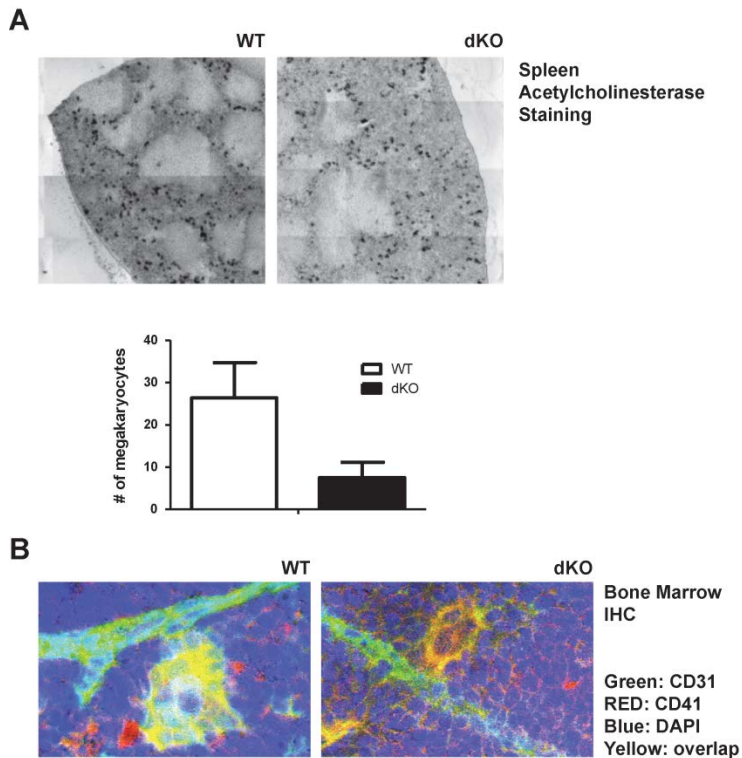 A
WT
dKO
Spleen
Acetylcholinesterase
Staining
40
30
20
10
0
# of megakaryocytes
WT
dKO
B
WT
dKO
Bone Marrow
IHC
Green: CD31
RED: CD41
Blue: DAPI
Yellow: overlap